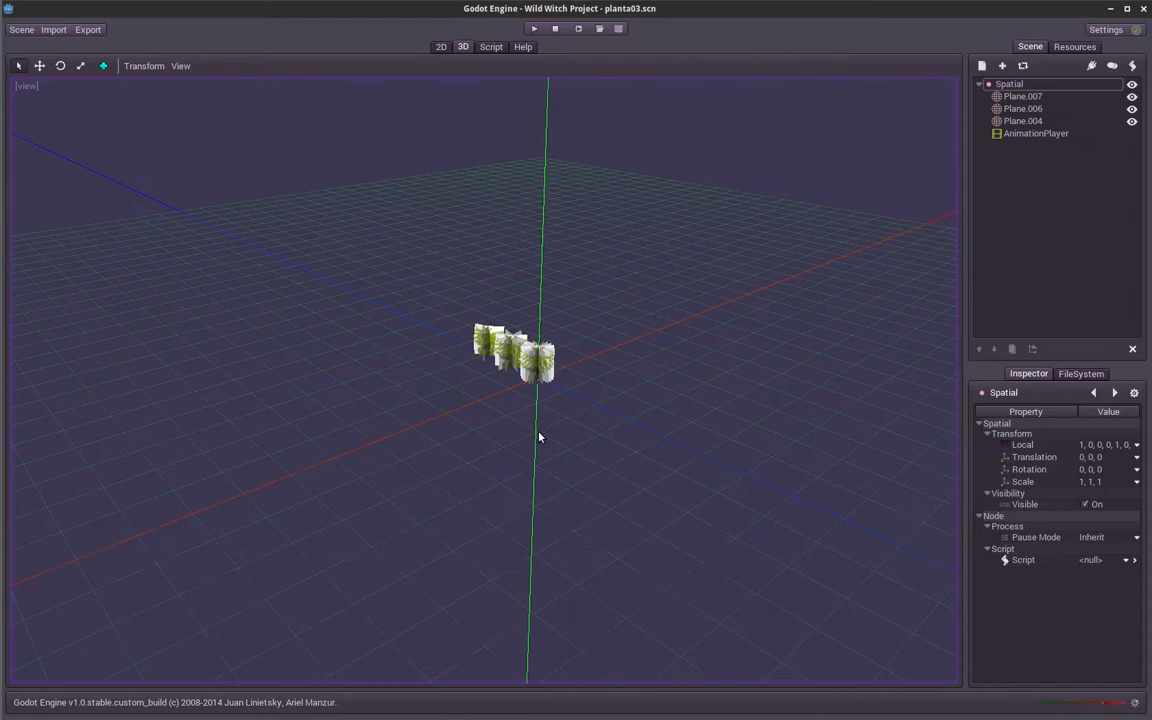 Godot Engine - Wild Witch Project - planta03.scn
Scene Import Export
Settings
2D 3D Script Help
Scene Resources
Transform View
[view]
Spatial
Plane.007
Plane.006
Plane.004
AnimationPlayer
Inspector FileSystem
Spatial
Property Value
Spatial
Transform
Local 1, 0, 0, 0, 1, 0,
Translation 0, 0, 0
Rotation 0, 0, 0
Scale 1, 1, 1
Visibility
Visible On
Node
Process
Pause Mode Inherit
Script
Script <null>
Godot Engine v1.0.stable.custom_build (c) 2008-2014 Juan Linietsky, Ariel Manzur.